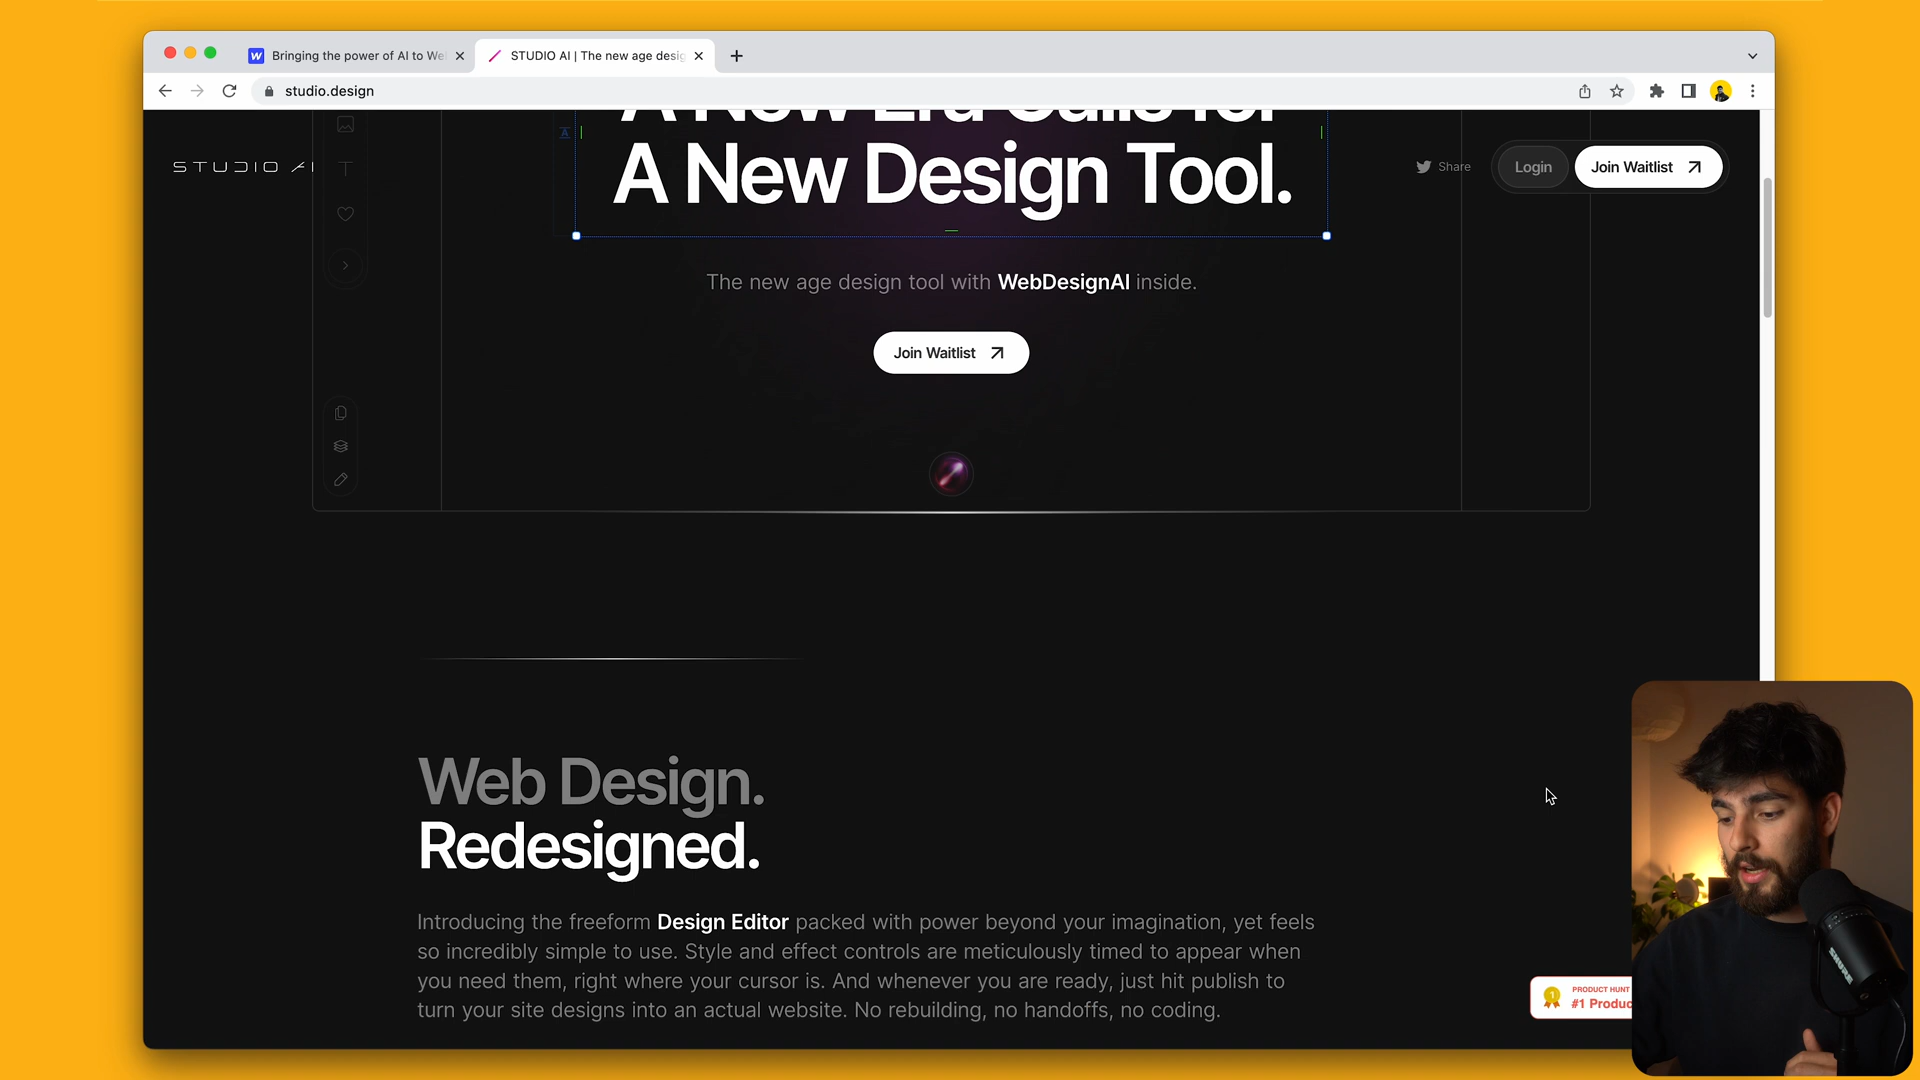 Bringing the power of AI to We
STUDIO AI | The new age desig
studio.design
A New Era Calls for
A New Design Tool.
STUDIO AI
Share
Login
Join Waitlist
The new age design tool with WebDesignAI inside.
Join Waitlist
Web Design.
Redesigned.
Introducing the freeform Design Editor packed with power beyond your imagination, yet feels
so incredibly simple to use. Style and effect controls are meticulously timed to appear when
you need them, right where your cursor is. And whenever you are ready, just hit publish to
turn your site designs into an actual website. No rebuilding, no handoffs, no coding.
PRODUCT HUNT
#1 Produc
SHURE